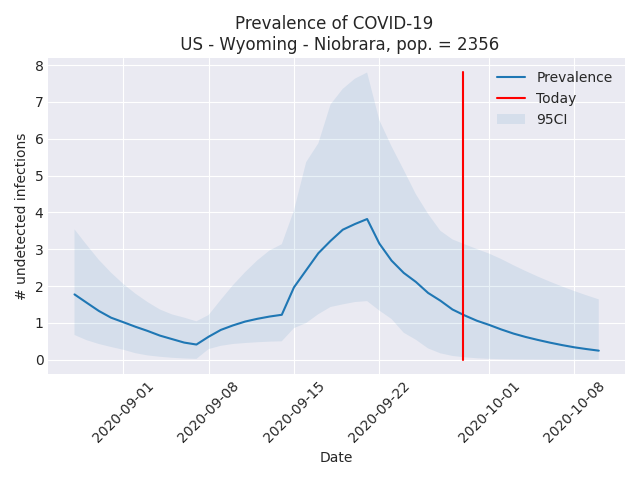 Prevalence of COVID-19
US - Wyoming - Niobrara, pop. = 2356
8
7
6
5
4
3
2
1
0
# undetected infections
Prevalence
Today
95CI
2020-09-01
2020-09-08
2020-09-15
2020-09-22
2020-10-01
2020-10-08
Date